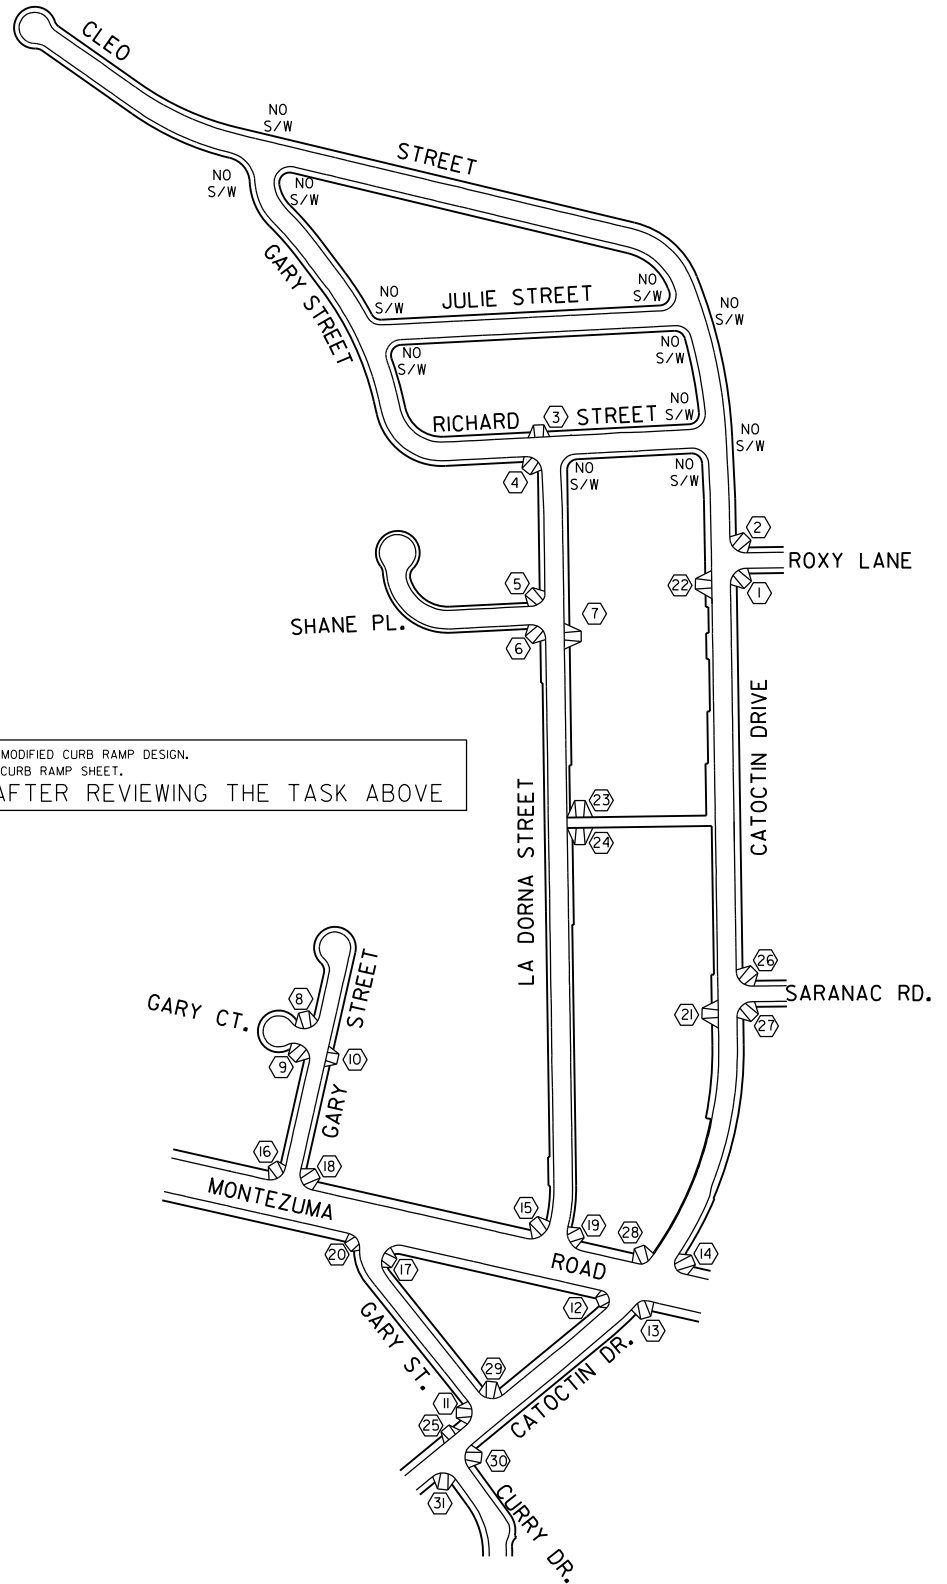 CLEO
NO
S/W
STREET
NO
S/W
NO
S/W
GARY STREET
NO
S/W
JULIE STREET
NO
S/W
NO
S/W
NO
S/W
NO
S/W
NO
S/W
RICHARD
3
STREET
NO
S/W
4
NO
S/W
NO
S/W
2
ROXY LANE
5
22
1
SHANE PL.
6
7
MODIFIED CURB RAMP DESIGN.
CURB RAMP SHEET.
AFTER REVIEWING THE TASK ABOVE
CATOCTIN DRIVE
23
24
LA DORNA STREET
26
SARANAC RD.
21
27
GARY CT.
8
STREET
9
10
GARY
16
18
MONTEZUMA
15
19
28
14
20
17
ROAD
12
13
GARY ST.
CATOCTIN DR.
29
11
25
30
31
CURRY DR.